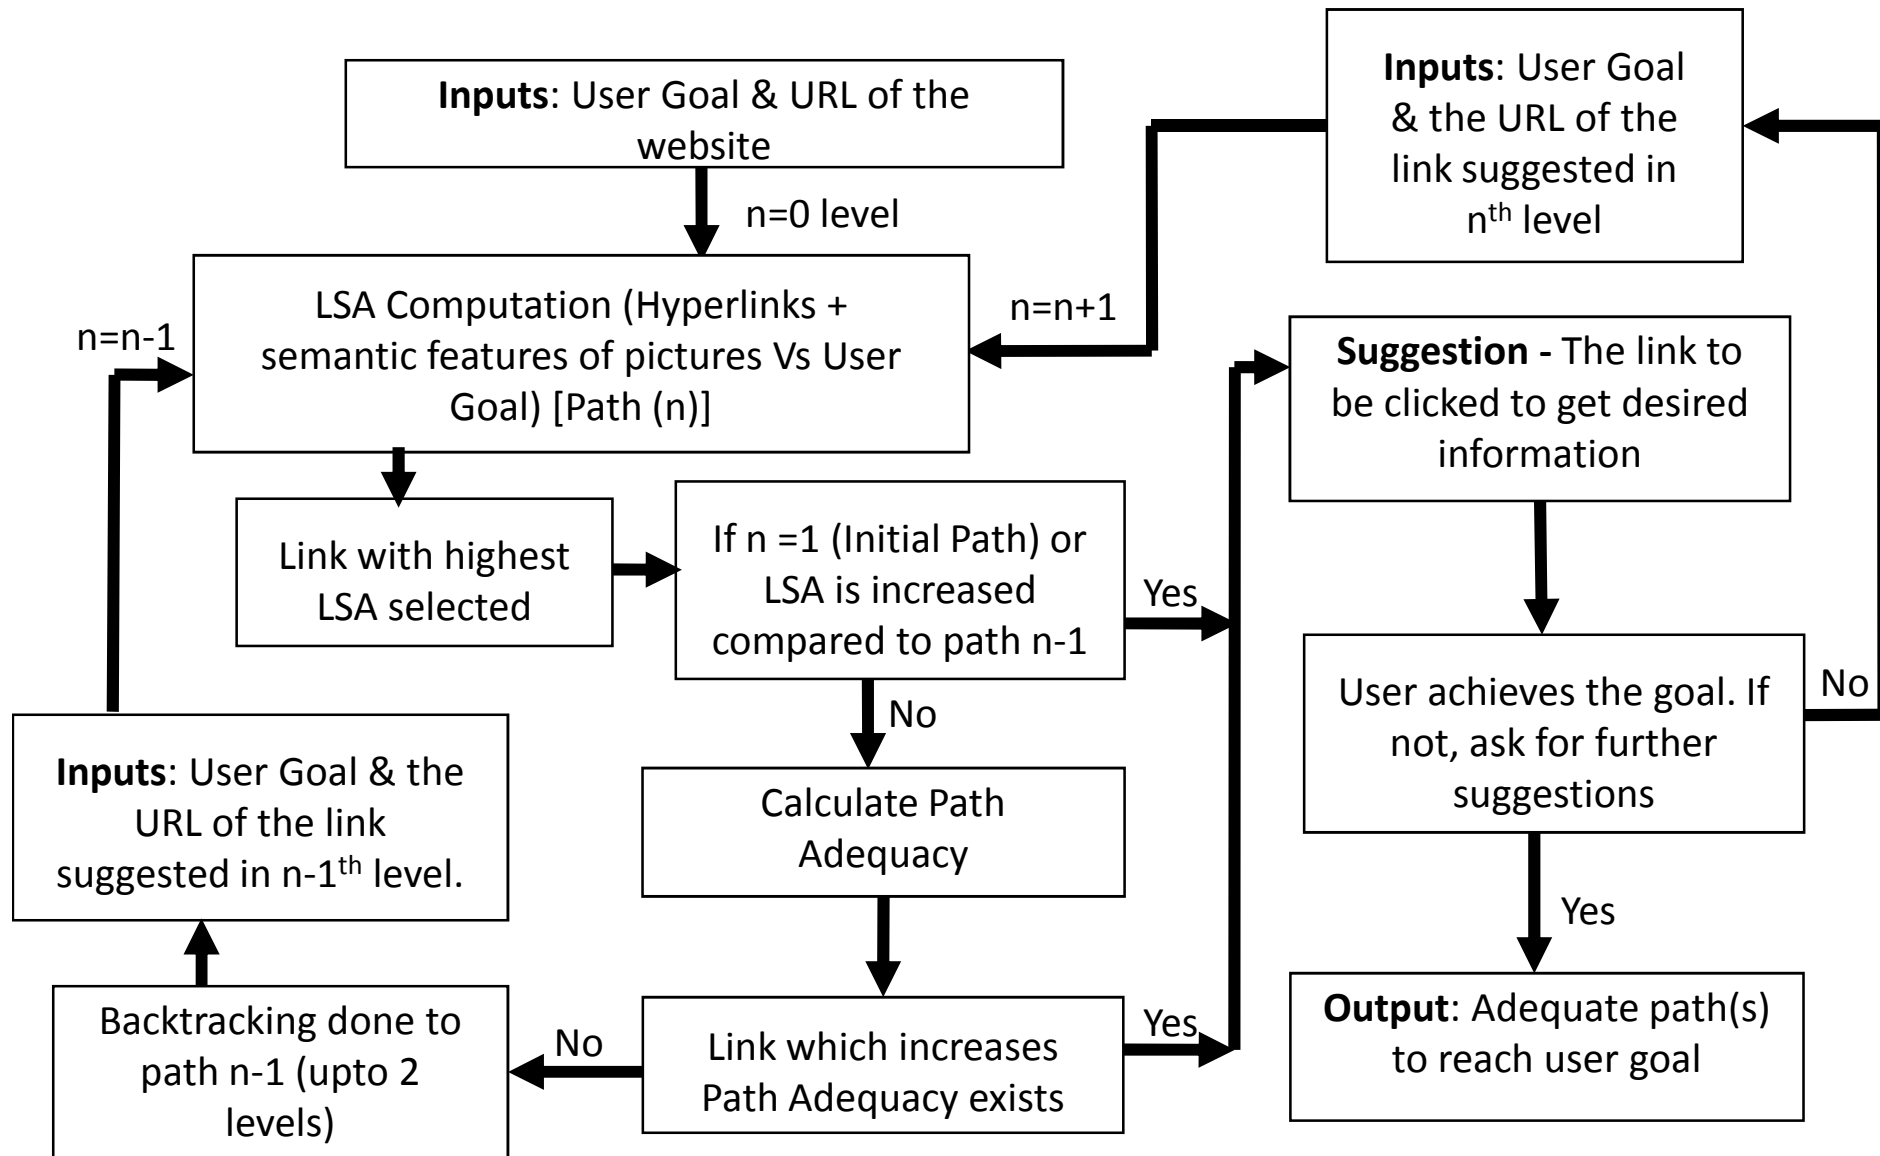 Inputs: User Goal & URL of the
website
n=0 level
Inputs: User Goal
& the URL of the
link suggested in
nth level
n=n+1
LSA Computation (Hyperlinks +
semantic features of pictures Vs User
Goal) [Path (n)]
n=n-1
Link with highest
LSA selected
If n =1 (Initial Path) or
LSA is increased
compared to path n-1
Yes
No
Suggestion - The link to
be clicked to get desired
information
User achieves the goal. If
not, ask for further
suggestions
No
Yes
Output: Adequate path(s)
to reach user goal
Calculate Path
Adequacy
Link which increases
Path Adequacy exists
Yes
No
Backtracking done to
path n-1 (upto 2
levels)
Inputs: User Goal & the
URL of the link
suggested in n-1th level.